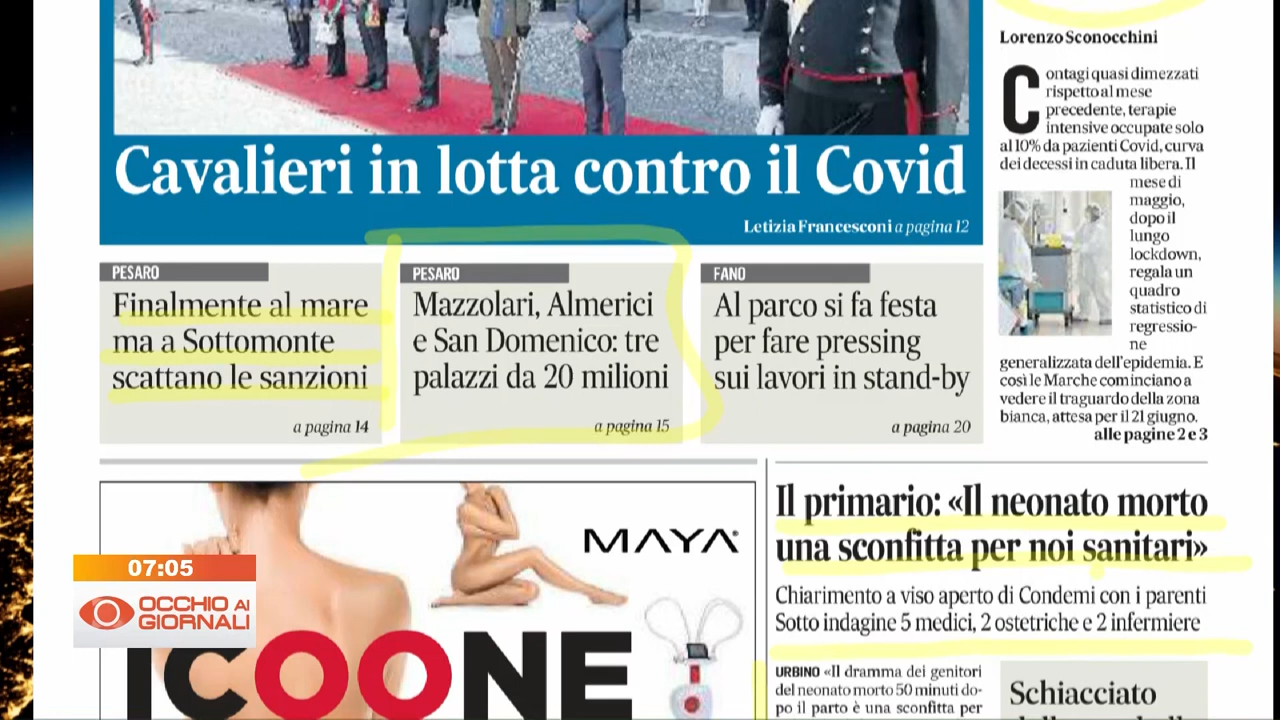 Cavalieri in lotta contro il Covid
Letizia Francesconi a pagina 12
PESARO
Finalmente al mare
ma a Sottomonte
scattano le sanzioni
a pagina 14
PESARO
Mazzolari, Almerici
e San Domenico: tre
palazzi da 20 milioni
a pagina 15
FANO
Al parco si fa festa
per fare pressing
sui lavori in stand-by
a pagina 20
Lorenzo Sconocchini
Contagi quasi dimezzati
rispetto al mese
precedente, terapie
intensive occupate solo
al 10% da pazienti Covid, curva
dei decessi in caduta libera. Il
mese di
maggio,
dopo il
lungo
lockdown,
regala un
quadro
statistico di
regressio-
ne
generalizzata dell'epidemia. E
così le Marche cominciano a
vedere il traguardo della zona
bianca, attesa per il 21 giugno.
alle pagine 2 e 3
MAYA
ICOONE
07:05
OCCHIO AI
GIORNALI
Il primario: «Il neonato morto
una sconfitta per noi sanitari»
Chiarimento a viso aperto di Condemi con i parenti
Sotto indagine 5 medici, 2 ostetriche e 2 infermiere
URBINO «Il dramma dei genitori
del neonato morto 50 minuti do-
po il parto è una sconfitta per
Schiacciato